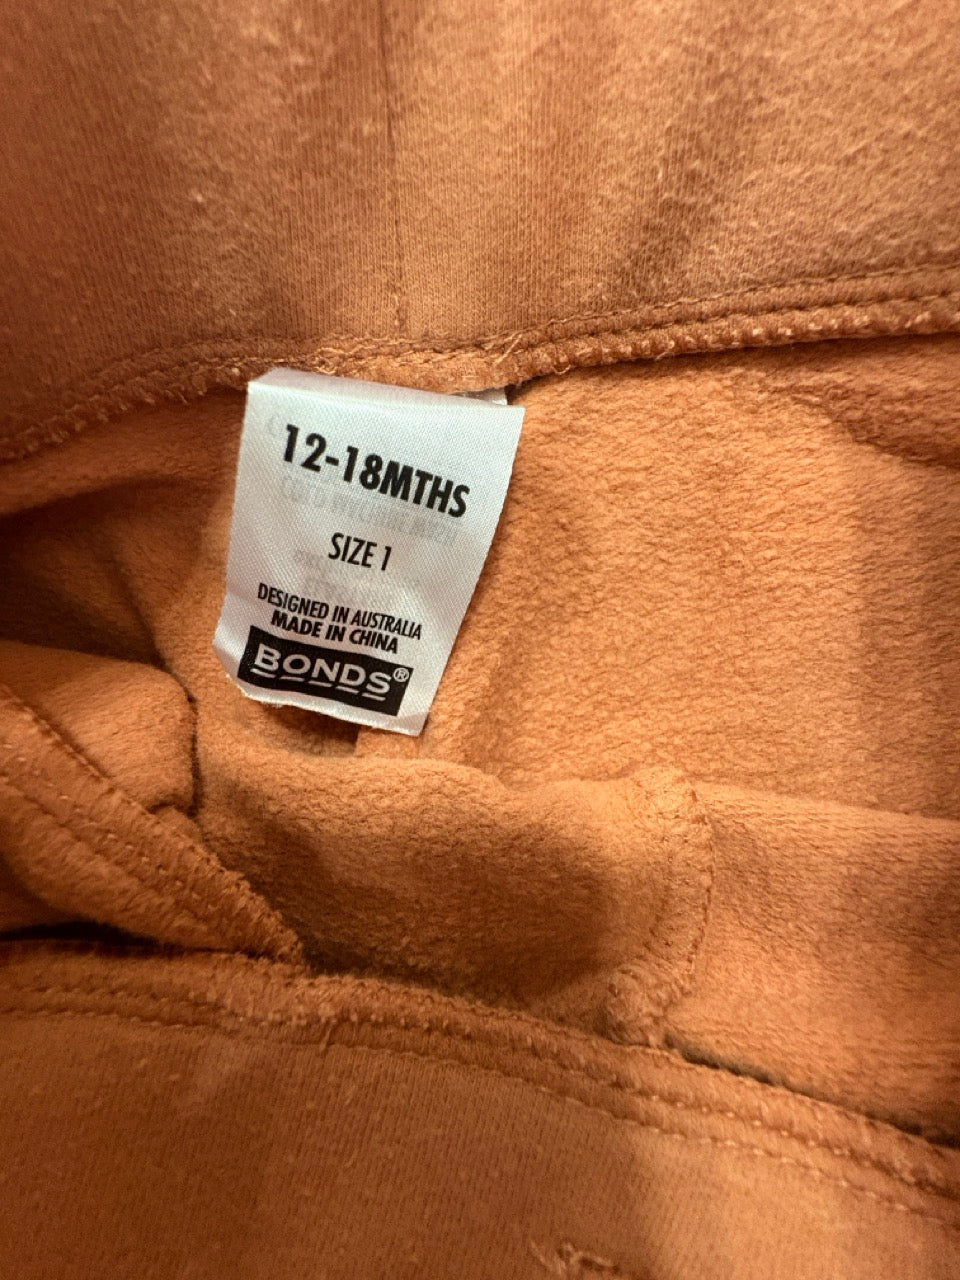 12-18MTHS
SIZE 1
DESIGNED IN AUSTRALIA
MADE IN CHINA
BONDS®